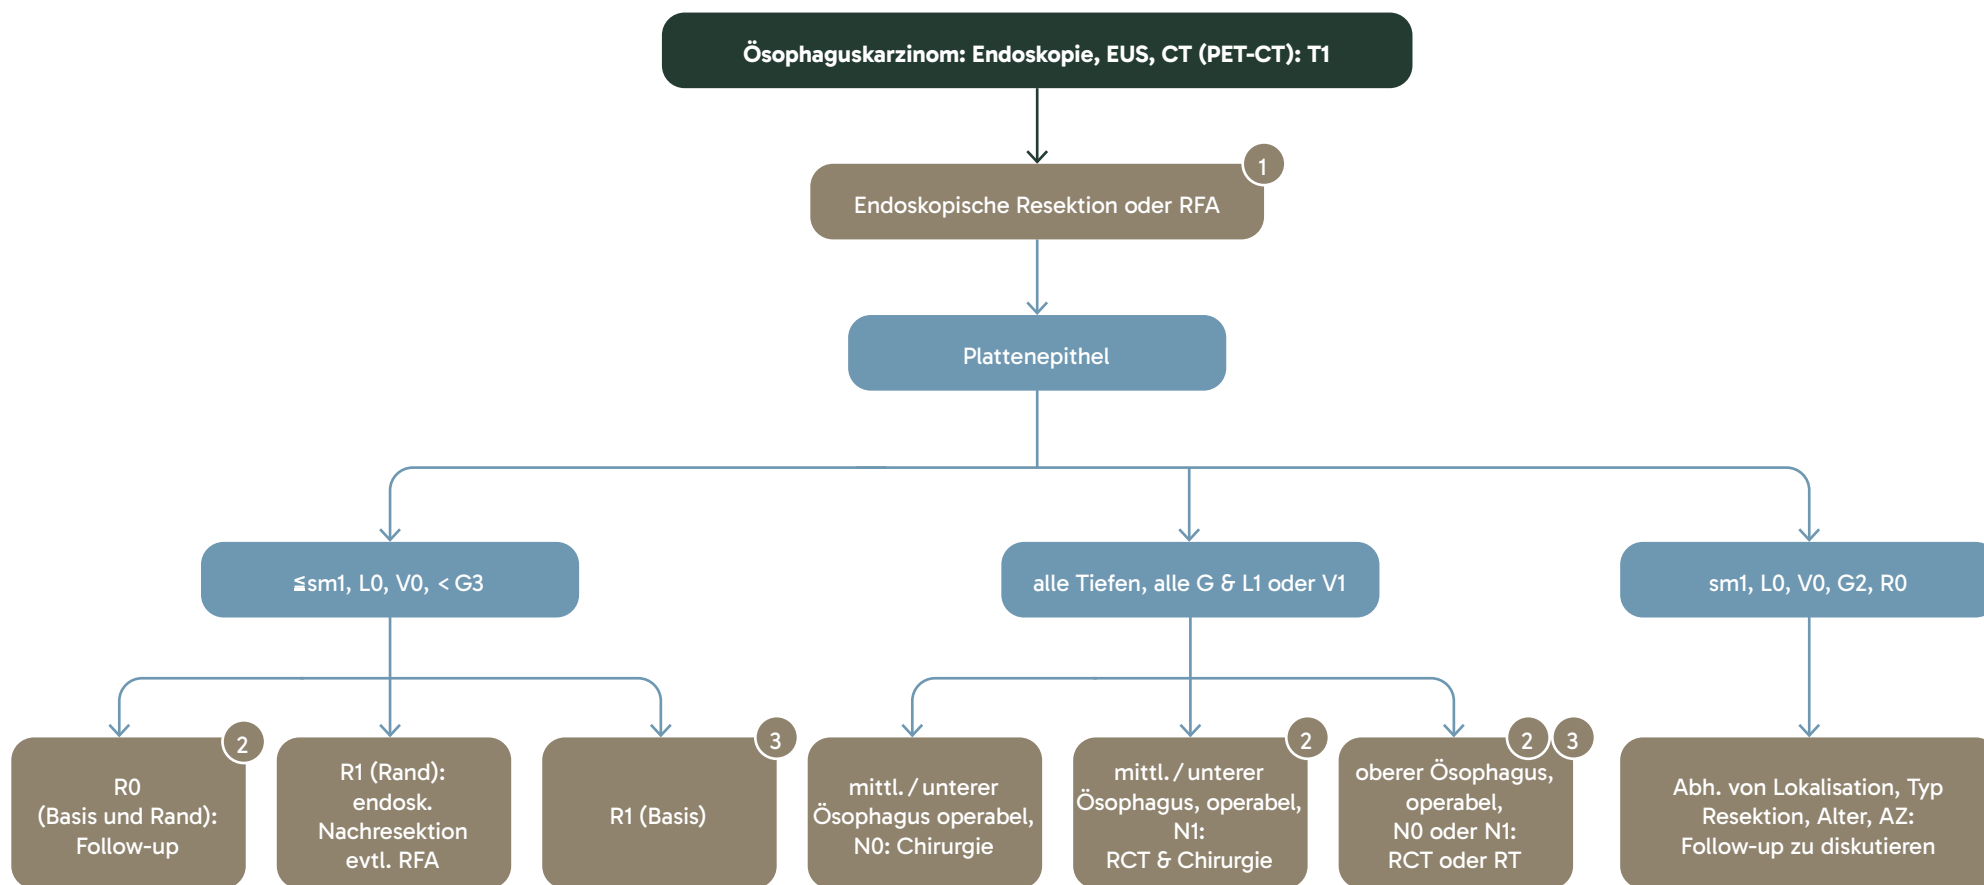 Ösophaguskarzinom: Endoskopie, EUS, CT (PET-CT): T1
1
Endoskopische Resektion oder RFA
Plattenepithel
≦sm1, L0, V0, < G3
alle Tiefen, alle G & L1 oder V1
sm1, L0, V0, G2, R0
2
R0
(Basis und Rand):
Follow-up
R1 (Rand):
endosk.
Nachresektion
evtl. RFA
3
R1 (Basis)
mittl. / unterer
Ösophagus operabel,
N0: Chirurgie
2
mittl. / unterer
Ösophagus, operabel,
N1:
RCT & Chirurgie
2 3
oberer Ösophagus,
operabel,
N0 oder N1:
RCT oder RT
Abh. von Lokalisation, Typ
Resektion, Alter, AZ:
Follow-up zu diskutieren